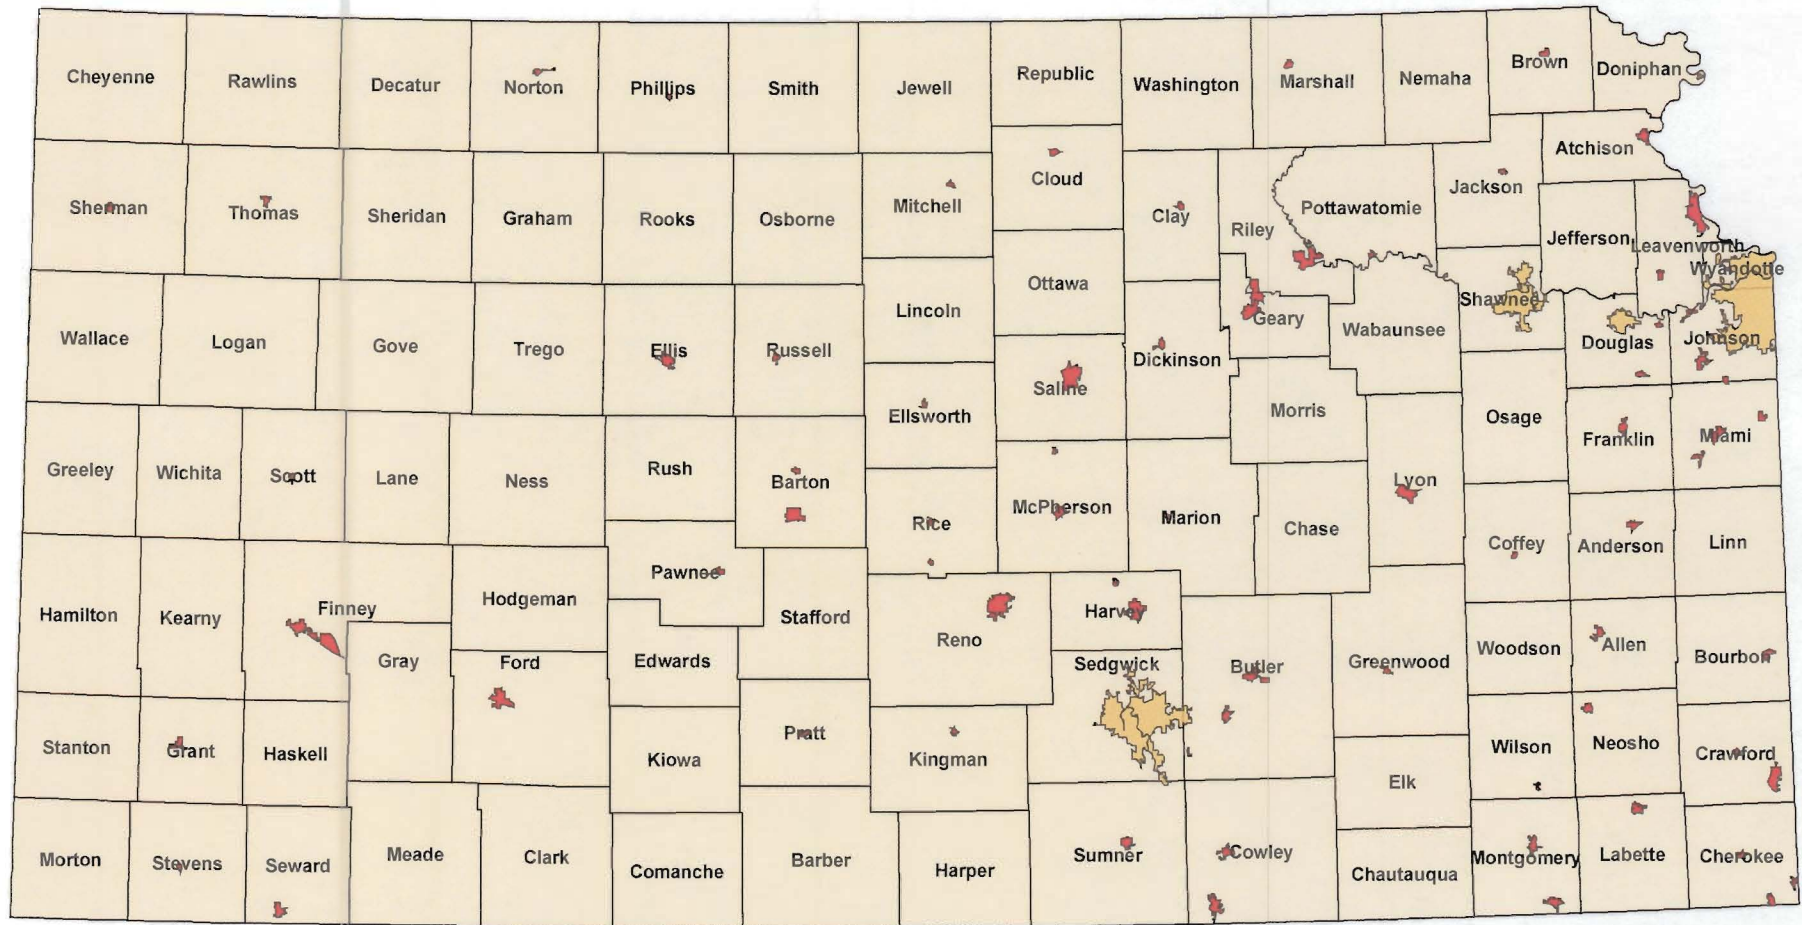 Cheyenne
Rawlins
Decatur
Norton
Phillips
Smith
Jewell
Republic
Washington
Marshall
Nemaha
Brown
Doniphan
Sherman
Thomas
Sheridan
Graham
Rooks
Osborne
Mitchell
Cloud
Clay
Riley
Pottawatomie
Jackson
Atchison
Jefferson
Leavenworth
Wyandotte
Wallace
Logan
Gove
Trego
Ellis
Russell
Lincoln
Ottawa
Saline
Dickinson
Geary
Wabaunsee
Shawnee
Douglas
Johnson
Greeley
Wichita
Scott
Lane
Ness
Rush
Barton
Ellsworth
Rice
McPherson
Marion
Morris
Chase
Lyon
Osage
Franklin
Miami
Coffey
Anderson
Linn
Hamilton
Kearny
Finney
Hodgeman
Pawnee
Stafford
Edwards
Gray
Ford
Reno
Harvey
Sedgwick
Butler
Greenwood
Woodson
Allen
Bourbon
Stanton
Grant
Haskell
Kiowa
Pratt
Kingman
Elk
Wilson
Neosho
Crawford
Morton
Stevens
Seward
Meade
Clark
Comanche
Barber
Harper
Sumner
Cowley
Chautauqua
Montgomery
Labette
Cherokee